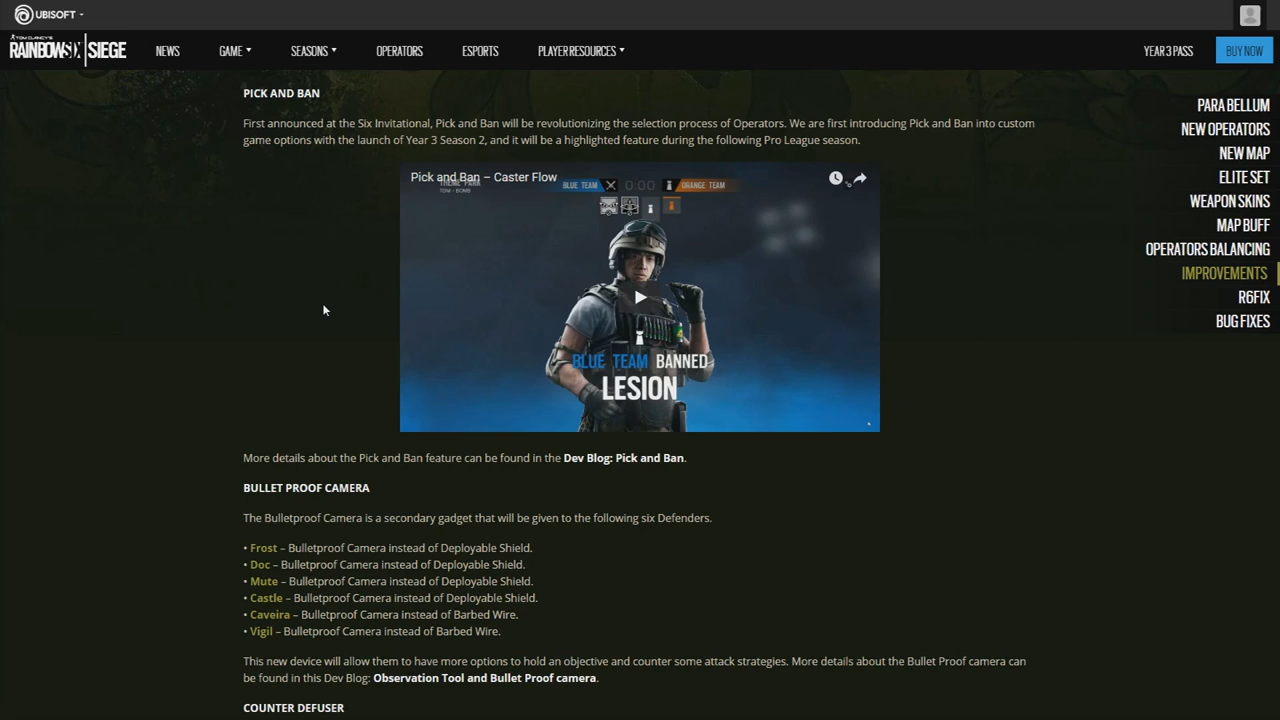 UBISOFT
TOM CLANCY'S
RAINBOWSIX SIEGE
NEWS
GAME
SEASONS
OPERATORS
ESPORTS
PLAYER RESOURCES
YEAR 3 PASS
BUY NOW
PARA BELLUM
NEW OPERATORS
NEW MAP
ELITE SET
WEAPON SKINS
MAP BUFF
OPERATORS BALANCING
IMPROVEMENTS
R6FIX
BUG FIXES
PICK AND BAN
First announced at the Six Invitational, Pick and Ban will be revolutionizing the selection process of Operators. We are first introducing Pick and Ban into custom
game options with the launch of Year 3 Season 2, and it will be a highlighted feature during the following Pro League season.
Pick and Ban – Caster Flow
THEME PARK
TDM - BOMB
BLUE TEAM
0:00
ORANGE TEAM
BLUE TEAM BANNED
LESION
More details about the Pick and Ban feature can be found in the Dev Blog: Pick and Ban.
BULLET PROOF CAMERA
The Bulletproof Camera is a secondary gadget that will be given to the following six Defenders.
• Frost – Bulletproof Camera instead of Deployable Shield.
• Doc – Bulletproof Camera instead of Deployable Shield.
• Mute – Bulletproof Camera instead of Deployable Shield.
• Castle – Bulletproof Camera instead of Deployable Shield.
• Caveira – Bulletproof Camera instead of Barbed Wire.
• Vigil – Bulletproof Camera instead of Barbed Wire.
This new device will allow them to have more options to hold an objective and counter some attack strategies. More details about the Bullet Proof camera can
be found in this Dev Blog: Observation Tool and Bullet Proof camera.
COUNTER DEFUSER